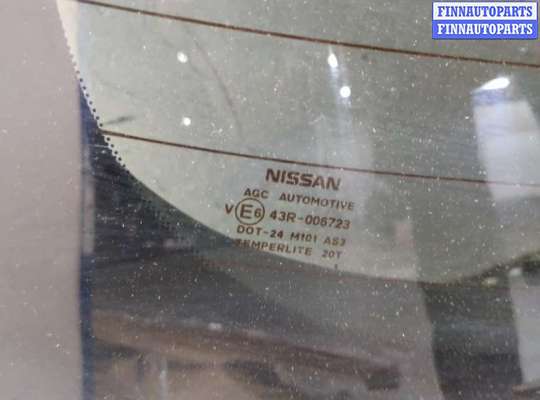 FINNAUTOPARTS
FINNAUTOPARTS
NISSAN
AGC AUTOMOTIVE
V E6 43R-006723
DOT-24 M101 AS3
TEMPERLITE 20T